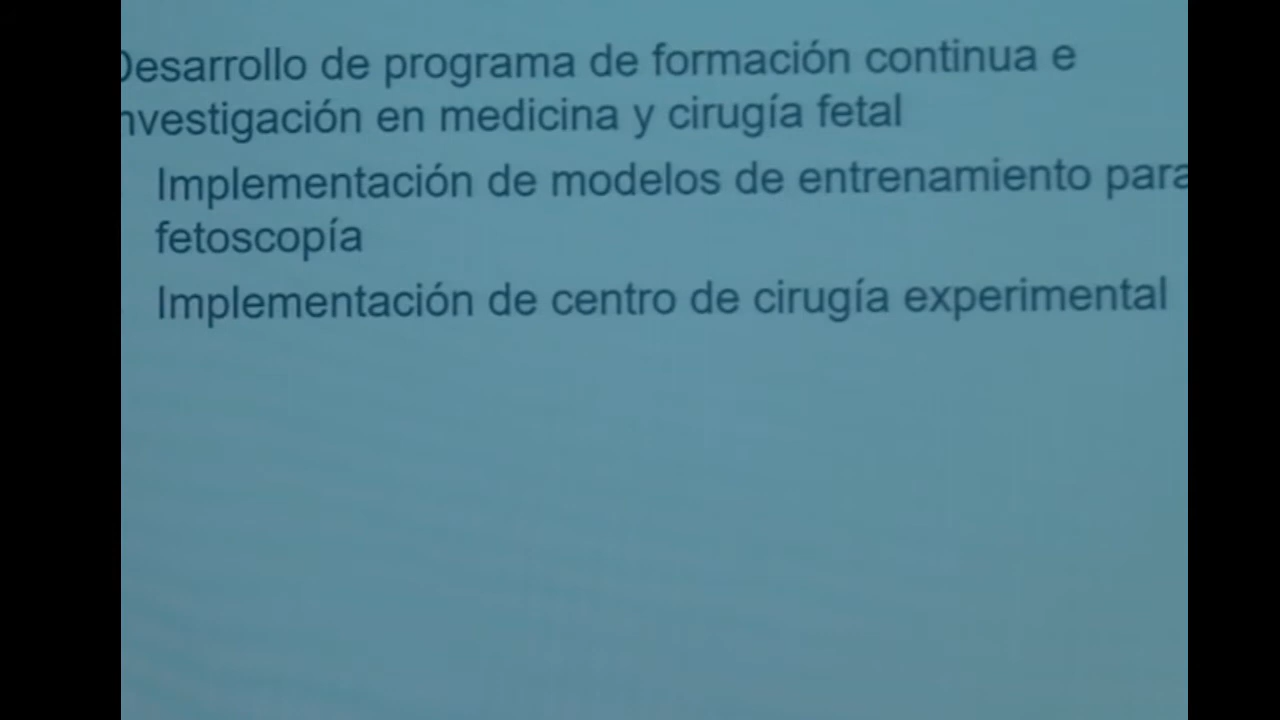 Desarrollo de programa de formación continua e
investigación en medicina y cirugía fetal
Implementación de modelos de entrenamiento para
fetoscopía
Implementación de centro de cirugía experimental